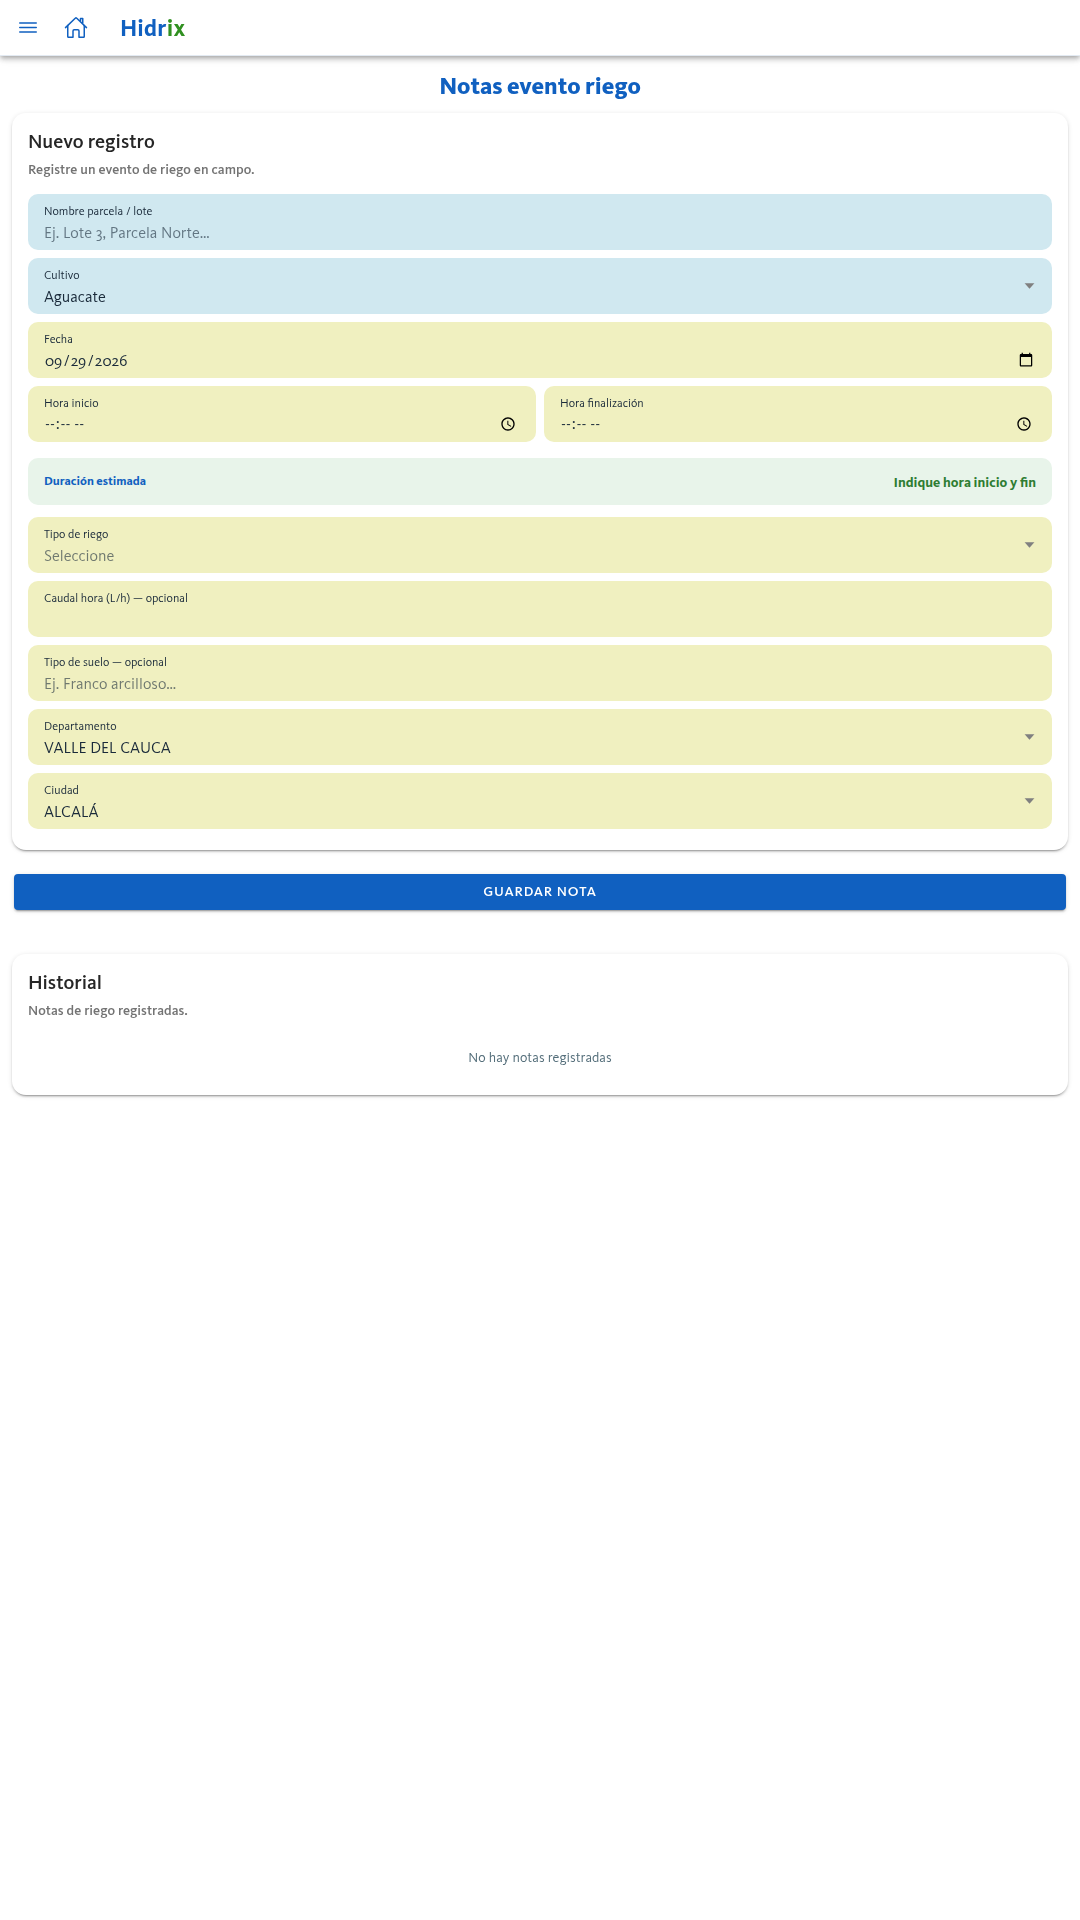 Hidrix
Notas evento riego
Nuevo registro
Registre un evento de riego en campo.
Nombre parcela / lote
Ej. Lote 3, Parcela Norte...
Cultivo
Aguacate
Fecha
09/29/2026
Hora inicio
--:-- --
Hora finalización
--:-- --
Duración estimada
Indique hora inicio y fin
Tipo de riego
Seleccione
Caudal hora (L/h) — opcional
Tipo de suelo — opcional
Ej. Franco arcilloso...
Departamento
VALLE DEL CAUCA
Ciudad
ALCALÁ
GUARDAR NOTA
Historial
Notas de riego registradas.
No hay notas registradas